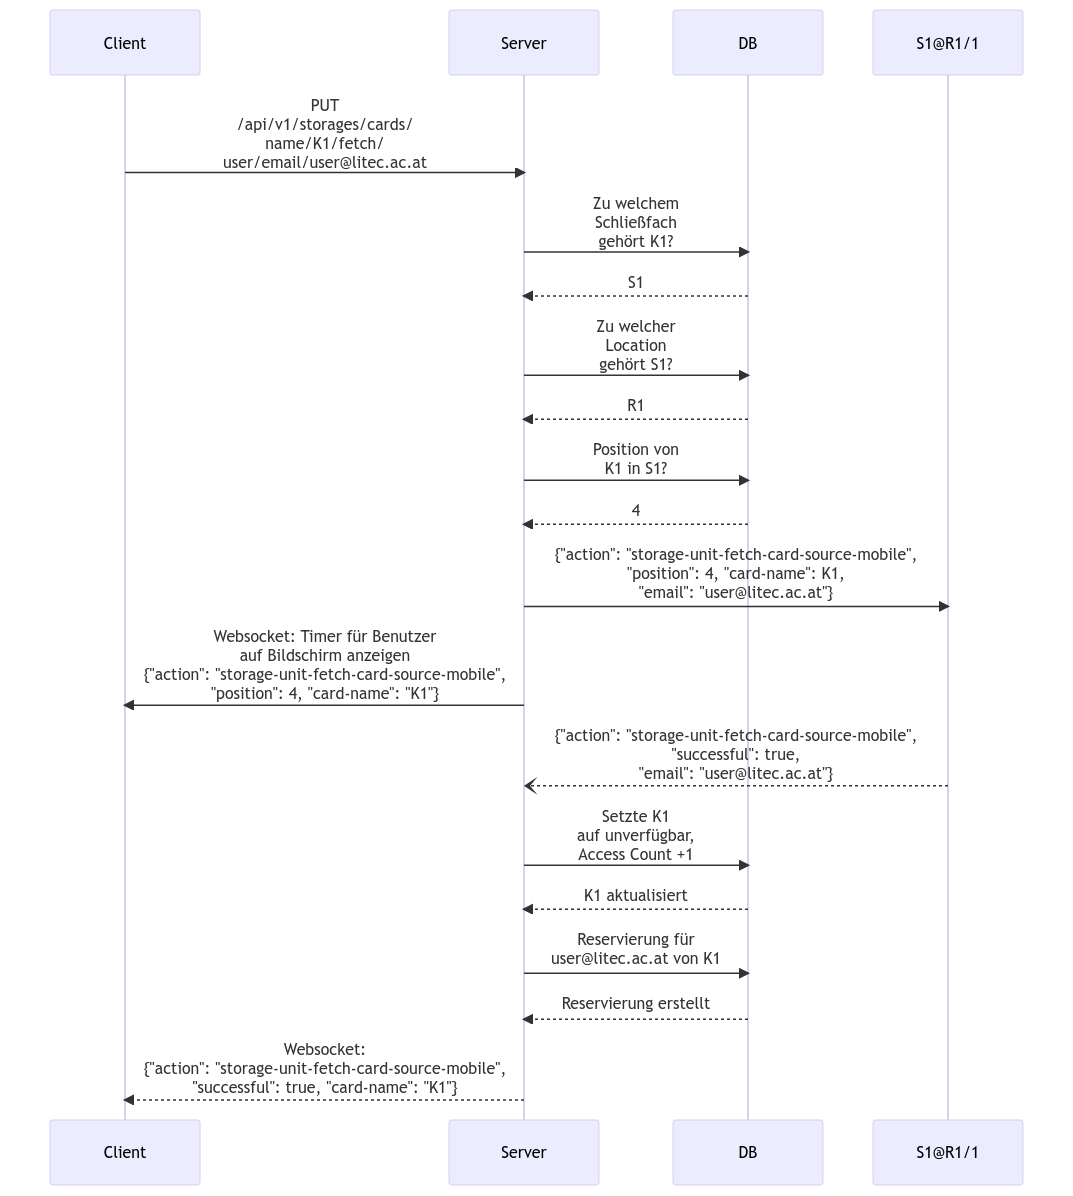 Client
Server
DB
S1@R1/1
PUT
/api/v1/storages/cards/
name/K1/fetch/
user/email/user@litec.ac.at
Zu welchem
Schließfach
gehört K1?
S1
Zu welcher
Location
gehört S1?
R1
Position von
K1 in S1?
4
{"action": "storage-unit-fetch-card-source-mobile",
"position": 4, "card-name": K1,
"email": "user@litec.ac.at"}
Websocket: Timer für Benutzer
auf Bildschirm anzeigen
{"action": "storage-unit-fetch-card-source-mobile",
"position": 4, "card-name": "K1"}
{"action": "storage-unit-fetch-card-source-mobile",
"successful": true,
"email": "user@litec.ac.at"}
Setzte K1
auf unverfügbar,
Access Count +1
K1 aktualisiert
Reservierung für
user@litec.ac.at von K1
Reservierung erstellt
Websocket:
{"action": "storage-unit-fetch-card-source-mobile",
"successful": true, "card-name": "K1"}
Client
Server
DB
S1@R1/1